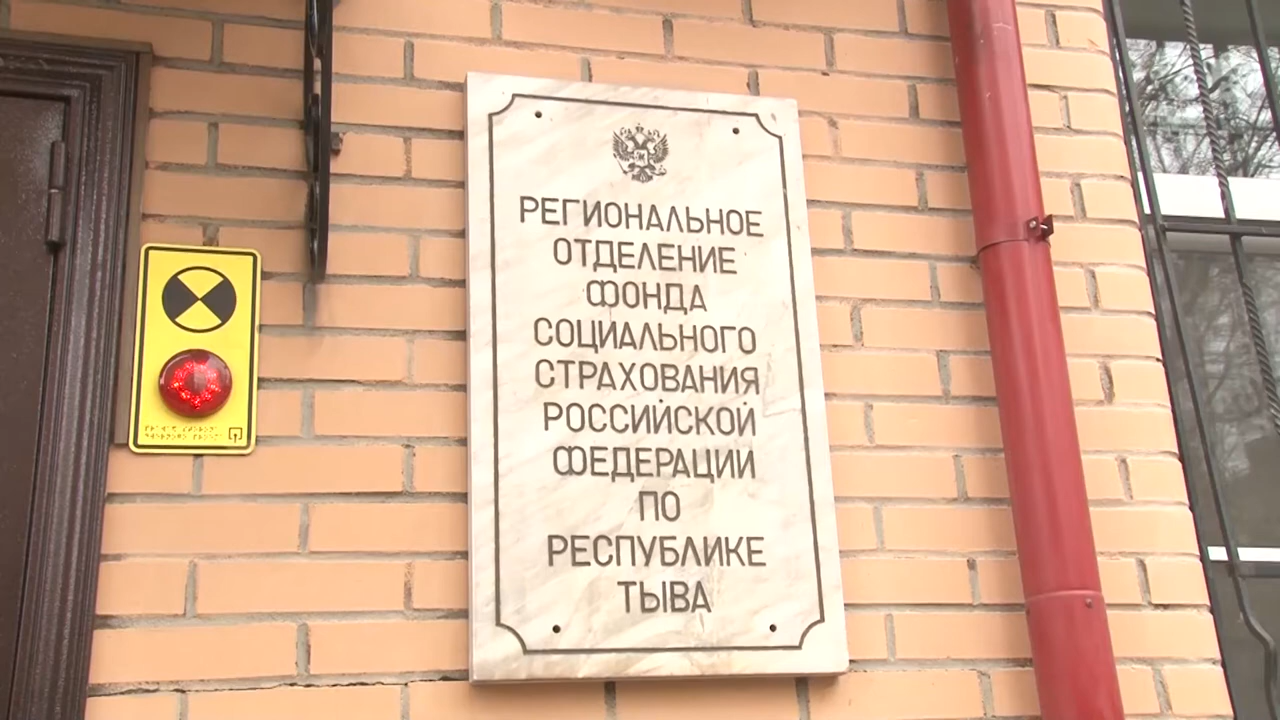 РЕГИОНАЛЬНОЕ
ОТДЕЛЕНИЕ
ФОНДА
СОЦИАЛЬНОГО
СТРАХОВАНИЯ
РОССИЙСКОЙ
ФЕДЕРАЦИИ
ПО
РЕСПУБЛИКЕ
ТЫВА